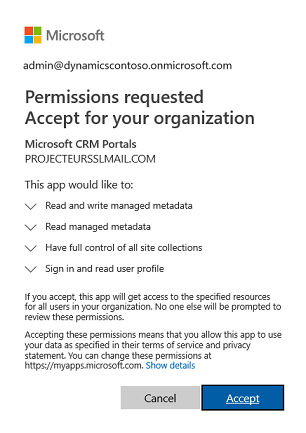 Microsoft
admin@dynamicscontoso.onmicrosoft.com
Permissions requested
Accept for your organization
Microsoft CRM Portals
PROJECTEURSSLMAIL.COM
This app would like to:
Read and write managed metadata
Read managed metadata
Have full control of all site collections
Sign in and read user profile
If you accept, this app will get access to the specified resources
for all users in your organization. No one else will be prompted to
review these permissions.
Accepting these permissions means that you allow this app to use
your data as specified in their terms of service and privacy
statement. You can change these permissions at
https://myapps.microsoft.com. Show details
Cancel
Accept